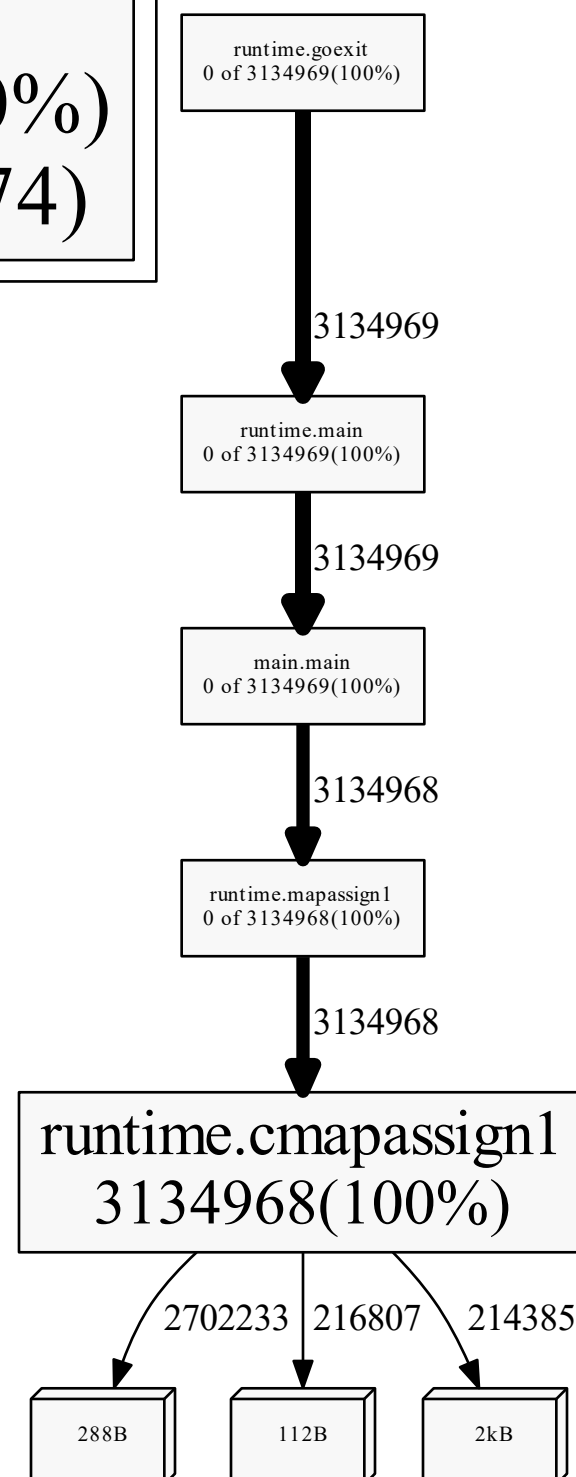 runtime.goexit
0 of 3134969(100%)
%)
74)
3134969
runtime.main
0 of 3134969(100%)
3134969
main.main
0 of 3134969(100%)
3134968
runtime.mapassign1
0 of 3134968(100%)
3134968
runtime.cmapassign1
3134968(100%)
2702233
216807
214385
288B
112B
2kB